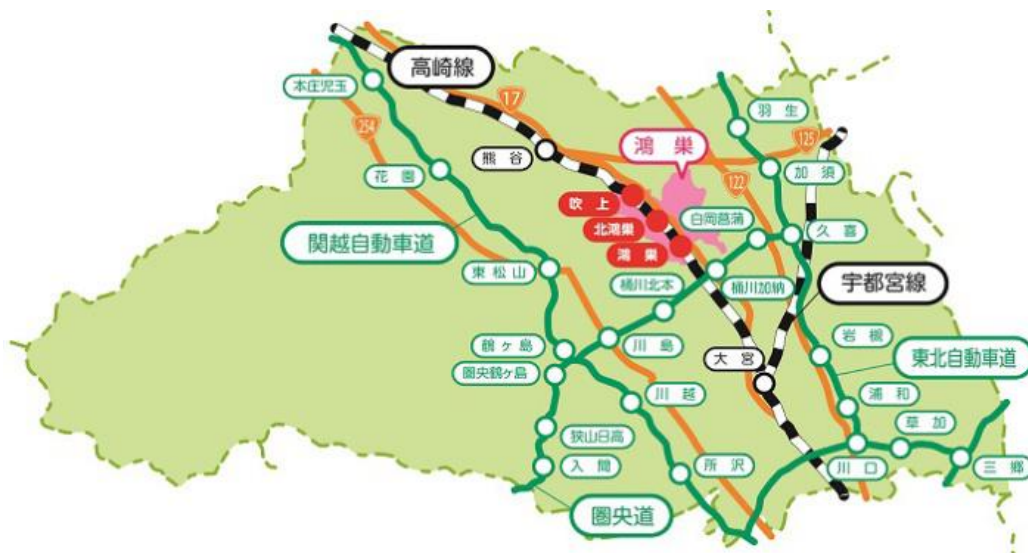 高崎線
本庄児玉
17
254
熊谷
鴻巣
羽生
125
加須
花園
122
吹上
北鴻巣
鴻巣
白岡菖蒲
久喜
関越自動車道
東松山
桶川北本
桶川加納
宇都宮線
鶴ヶ島
川島
大宮
岩槻
東北自動車道
圏央鶴ヶ島
川越
浦和
草加
狭山日高
入間
所沢
川口
三郷
圏央道